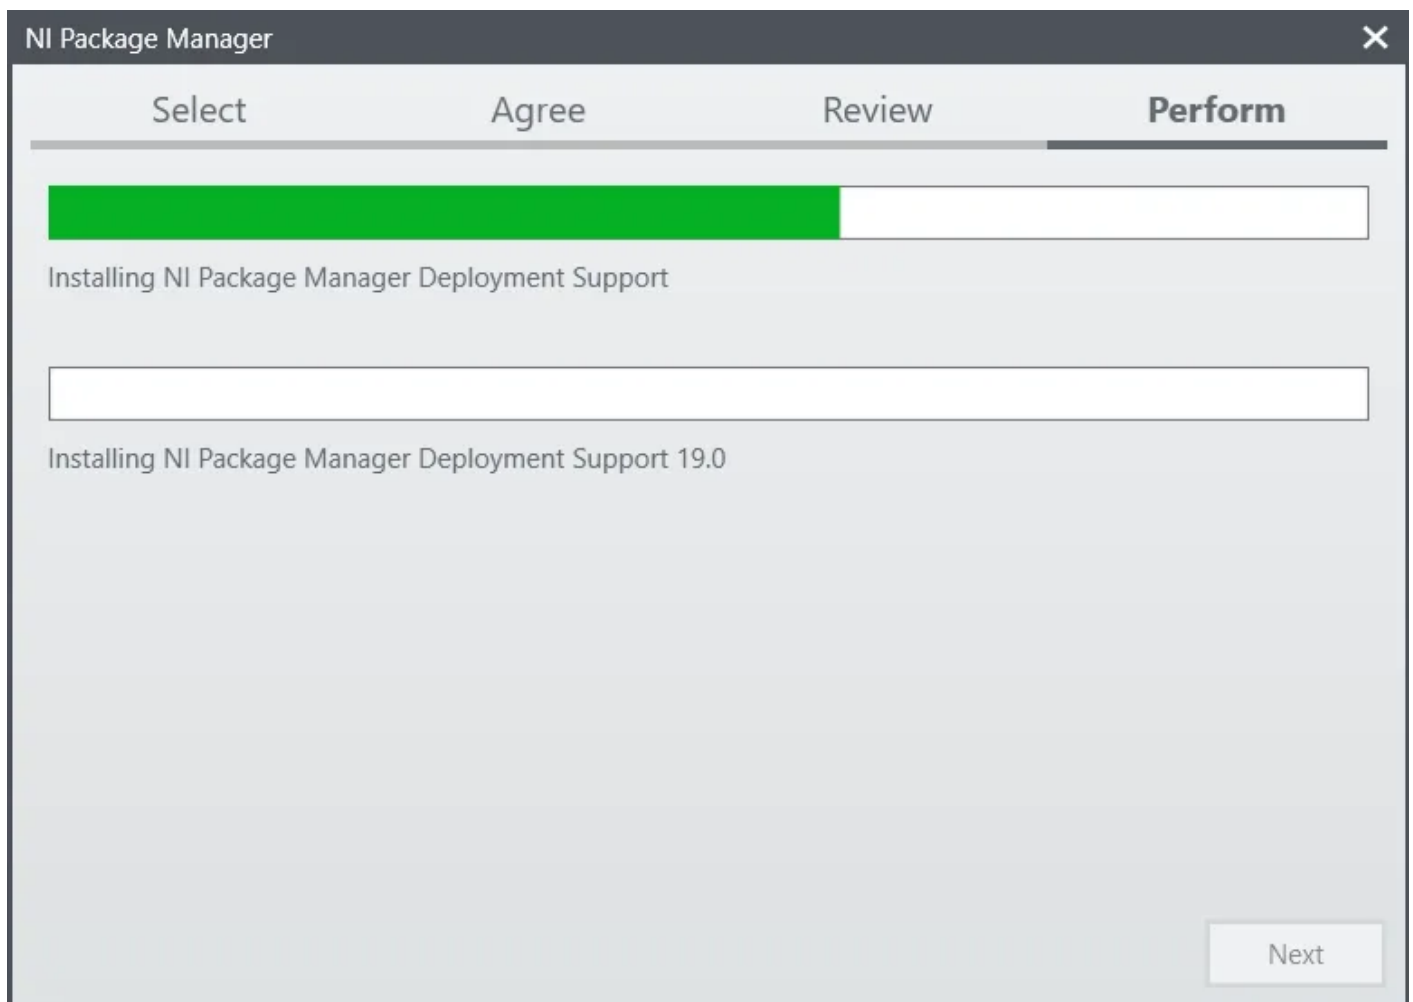 NI Package Manager
Select Agree Review Perform
Installing NI Package Manager Deployment Support
Installing NI Package Manager Deployment Support 19.0
Next